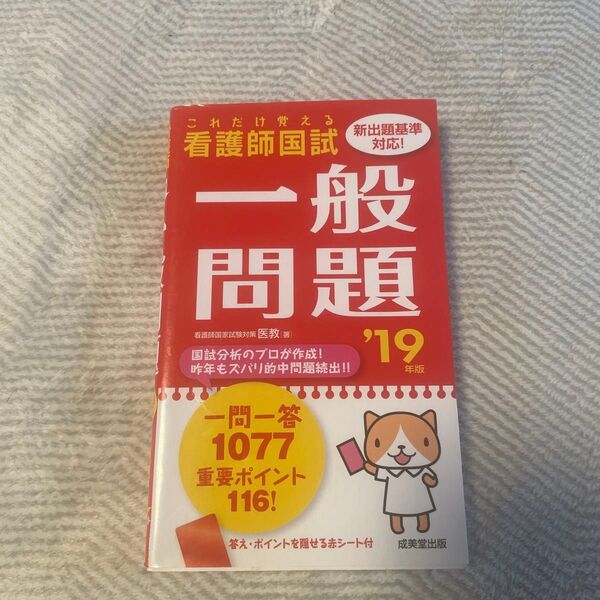 これだけ覚える
看護師国試
新出題基準
対応!
一般
問題
看護師国家試験対策 医教[著]
'19
年版
国試分析のプロが作成!
昨年もズバリ的中問題続出!!
一問一答
1077
重要ポイント
116!
答え・ポイントを隠せる赤シート付
成美堂出版